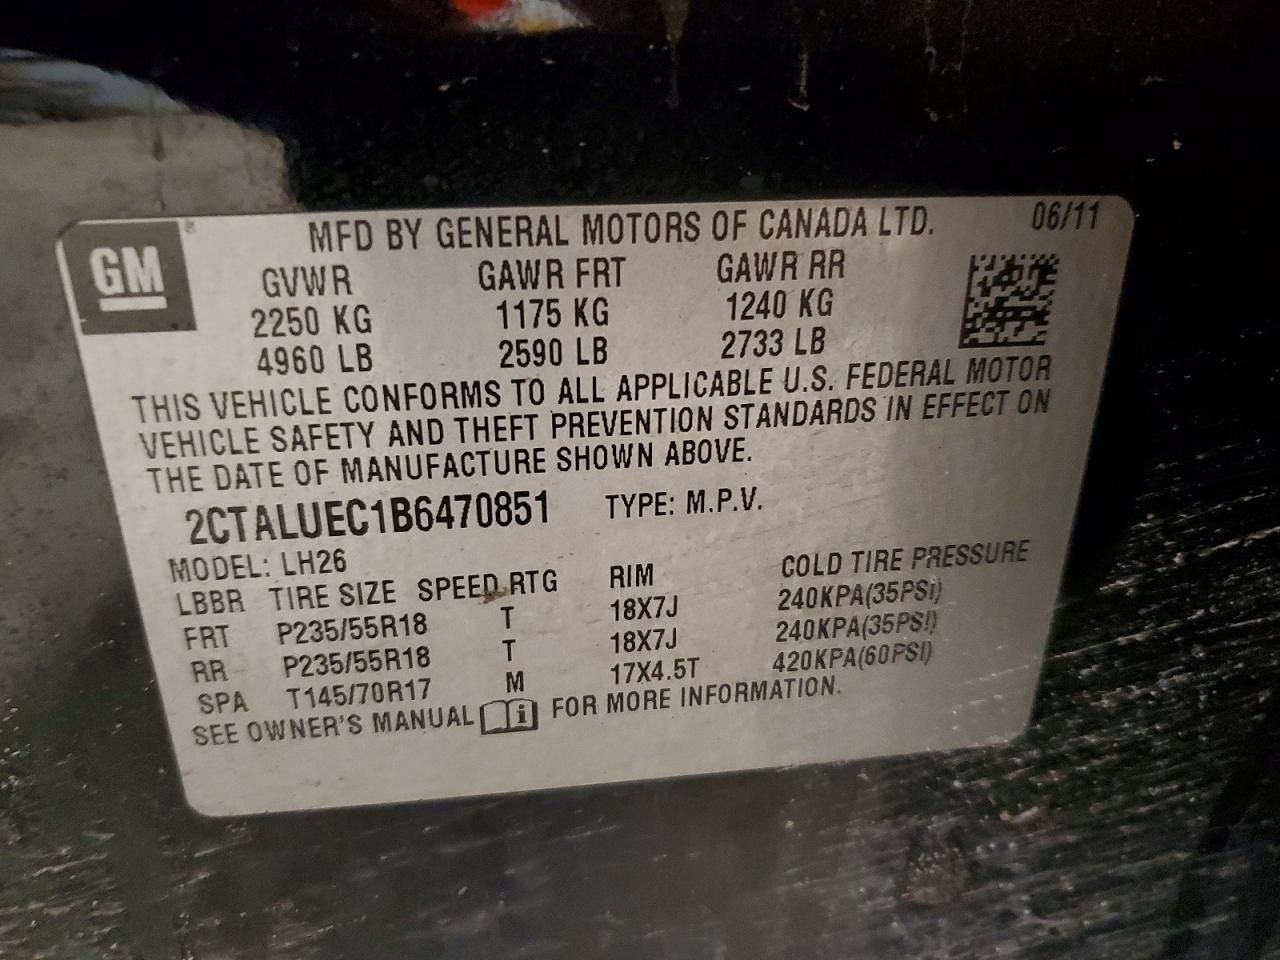 GM ® MFD BY GENERAL MOTORS OF CANADA LTD. 06/11
GVWR GAWR FRT GAWR RR
2250 KG 1175 KG 1240 KG
4960 LB 2590 LB 2733 LB
THIS VEHICLE CONFORMS TO ALL APPLICABLE U.S. FEDERAL MOTOR
VEHICLE SAFETY AND THEFT PREVENTION STANDARDS IN EFFECT ON
THE DATE OF MANUFACTURE SHOWN ABOVE.
2CTALUEC1B6470851 TYPE: M.P.V.
MODEL: LH26
LBBR TIRE SIZE SPEED RTG RIM COLD TIRE PRESSURE
FRT P235/55R18 T 18X7J 240KPA(35PSI)
RR P235/55R18 T 18X7J 240KPA(35PSI)
SPA T145/70R17 M 17X4.5T 420KPA(60PSI)
SEE OWNER'S MANUAL i FOR MORE INFORMATION.